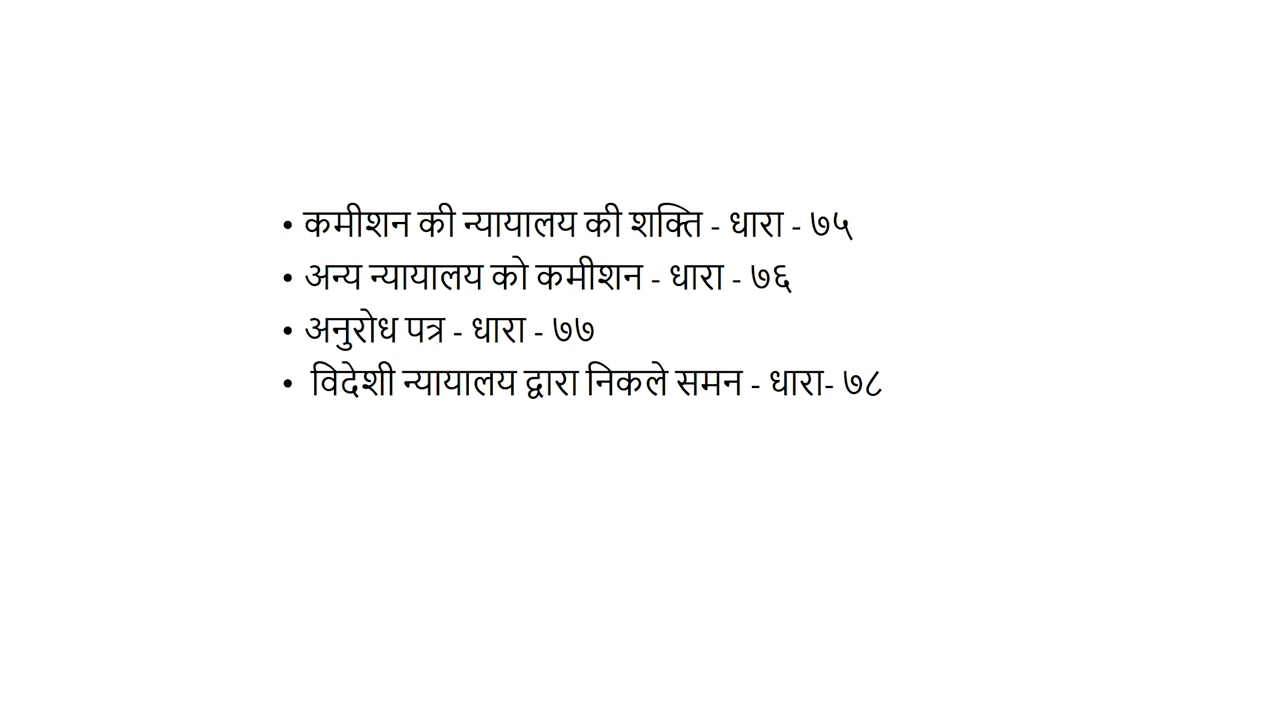 • कमीशन की न्यायालय की शक्ति - धारा - ७५
• अन्य न्यायालय को कमीशन - धारा - ७६
• अनुरोध पत्र - धारा - ७७
• विदेशी न्यायालय द्वारा निकले समन - धारा- ७८